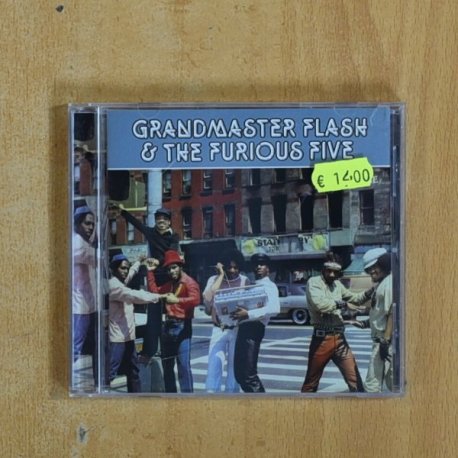 GRANDMASTER FLASH
& THE FURIOUS FIVE
€ 14.00